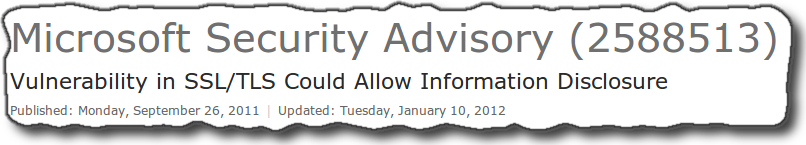 Microsoft Security Advisory (2588513)
Vulnerability in SSL/TLS Could Allow Information Disclosure
Published: Monday, September 26, 2011 | Updated: Tuesday, January 10, 2012